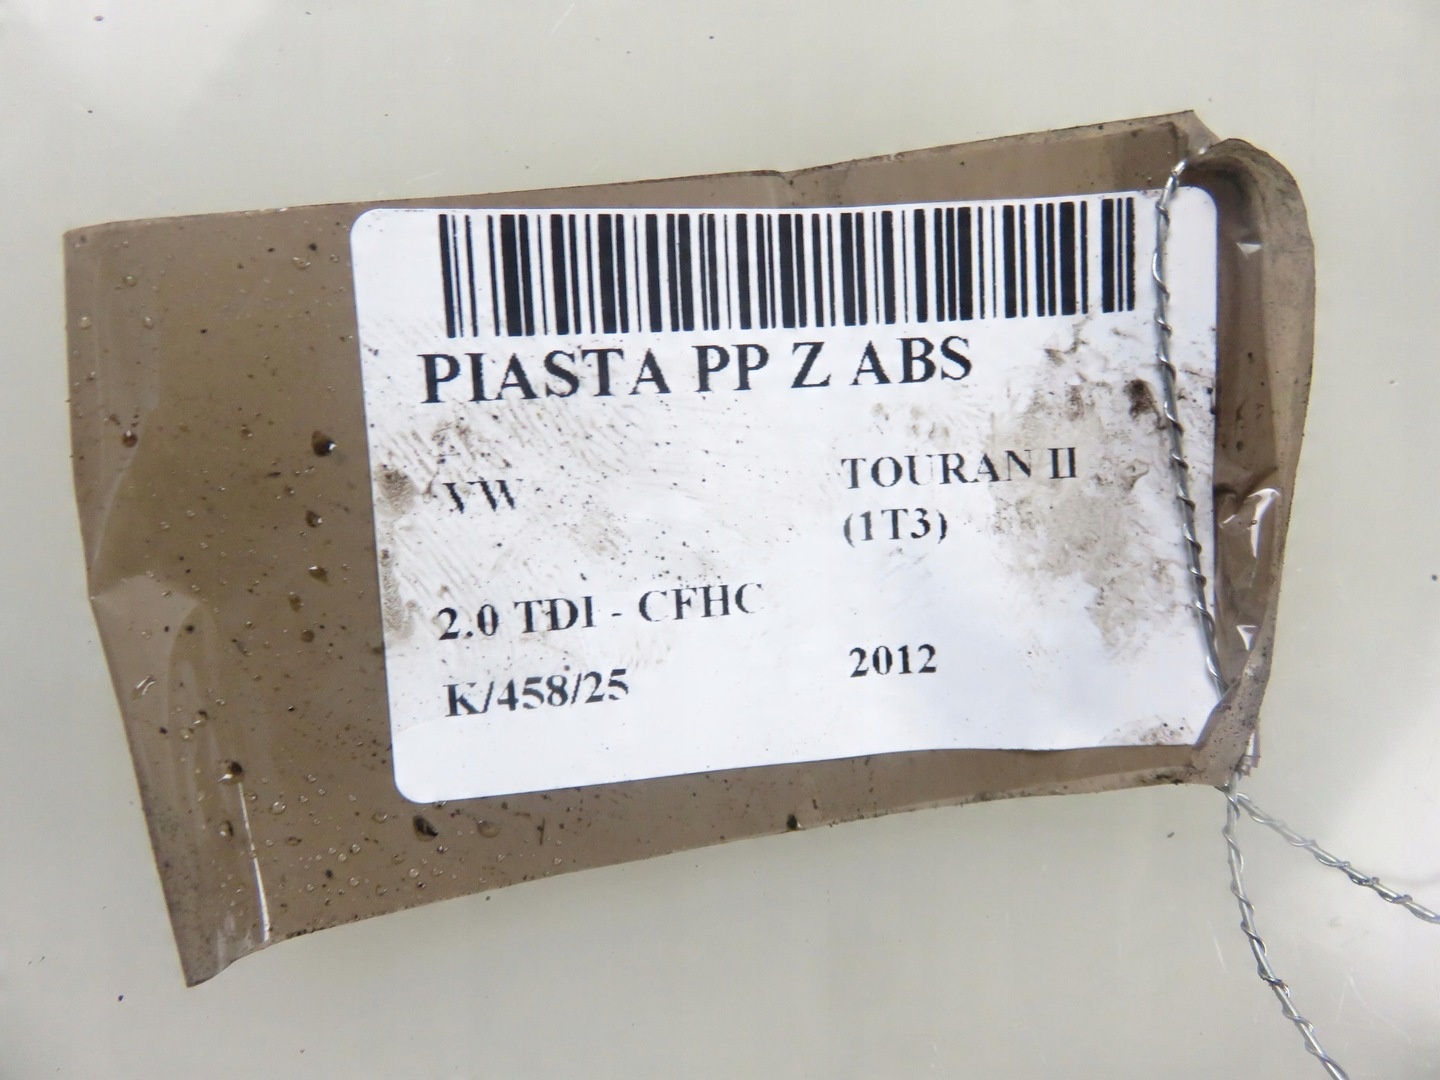 PIASTA PP Z ABS
VW
TOURAN II
(1T3)
2.0 TDI - CFHC
2012
K/458/25